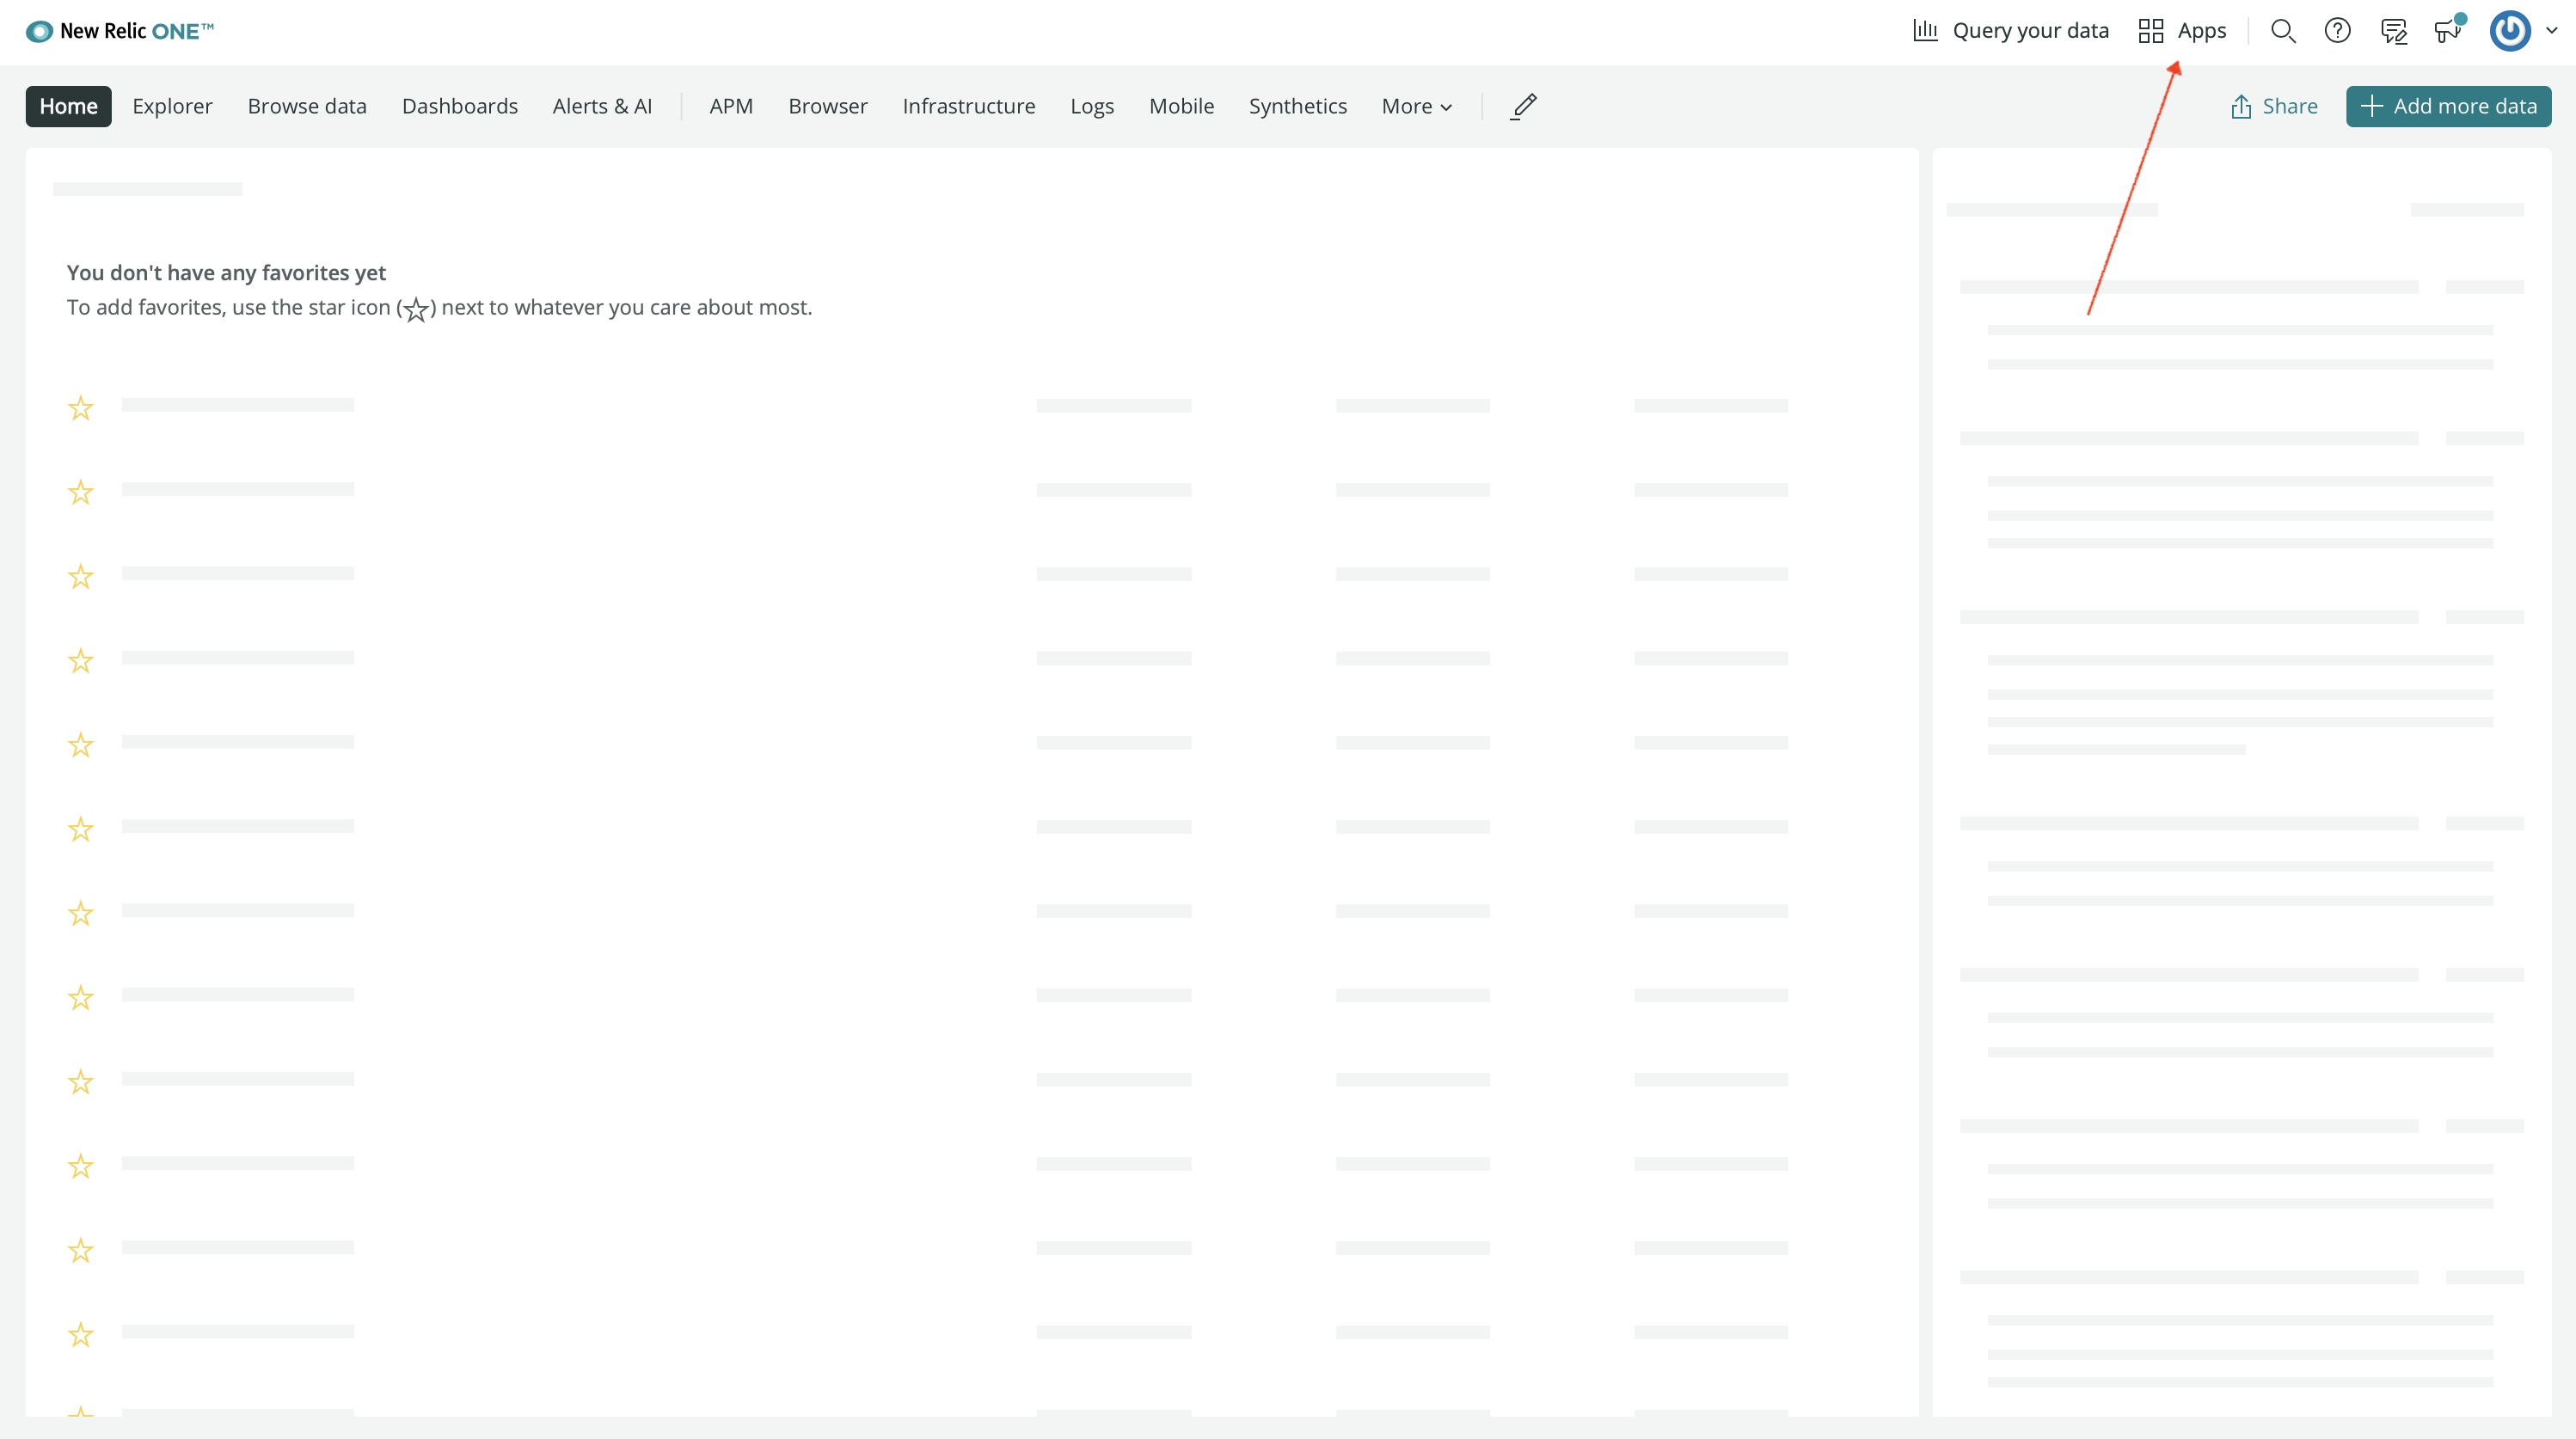 New Relic ONE™
Query your data
Apps
Home
Explorer
Browse data
Dashboards
Alerts & AI
APM
Browser
Infrastructure
Logs
Mobile
Synthetics
More
Share
Add more data
You don't have any favorites yet
To add favorites, use the star icon (☆) next to whatever you care about most.